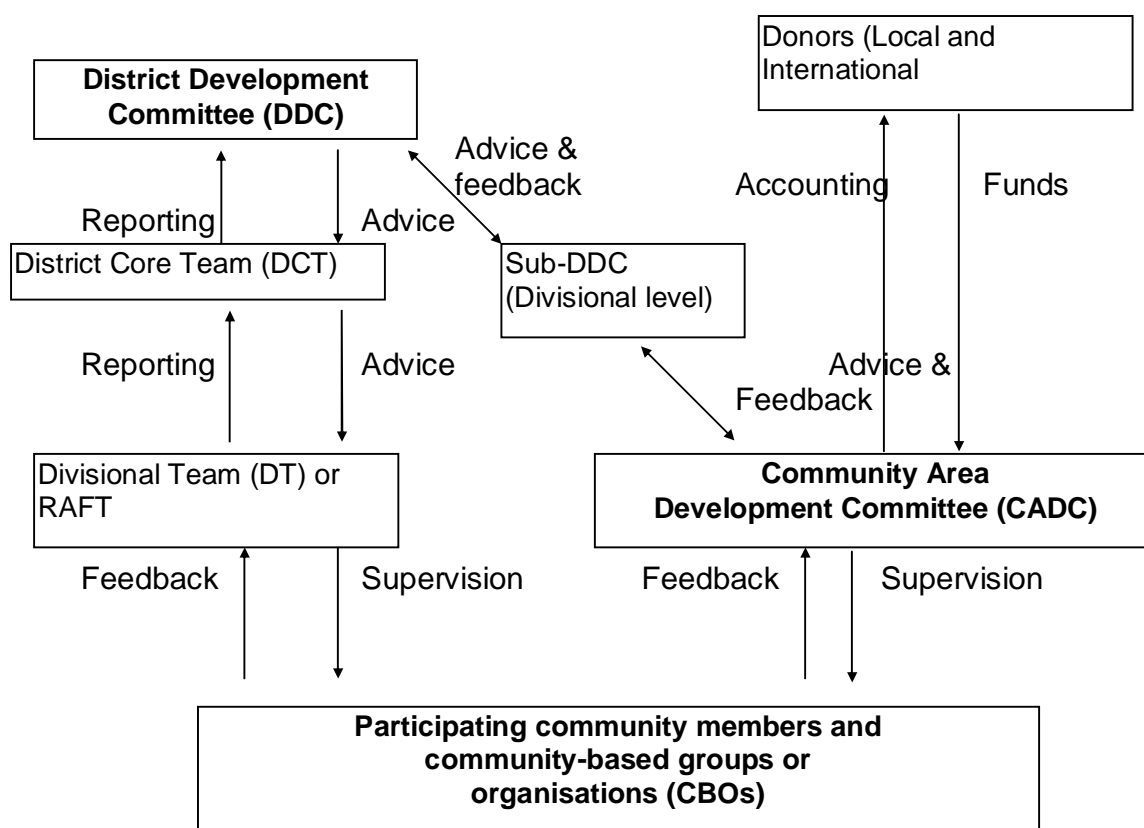 Donors (Local and
International
District Development
Committee (DDC)
Advice &
feedback
Accounting
Funds
Reporting
Advice
District Core Team (DCT)
Sub-DDC
(Divisional level)
Reporting
Advice
Advice &
Feedback
Divisional Team (DT) or
RAFT
Community Area
Development Committee (CADC)
Feedback
Supervision
Feedback
Supervision
Participating community members and
community-based groups or
organisations (CBOs)